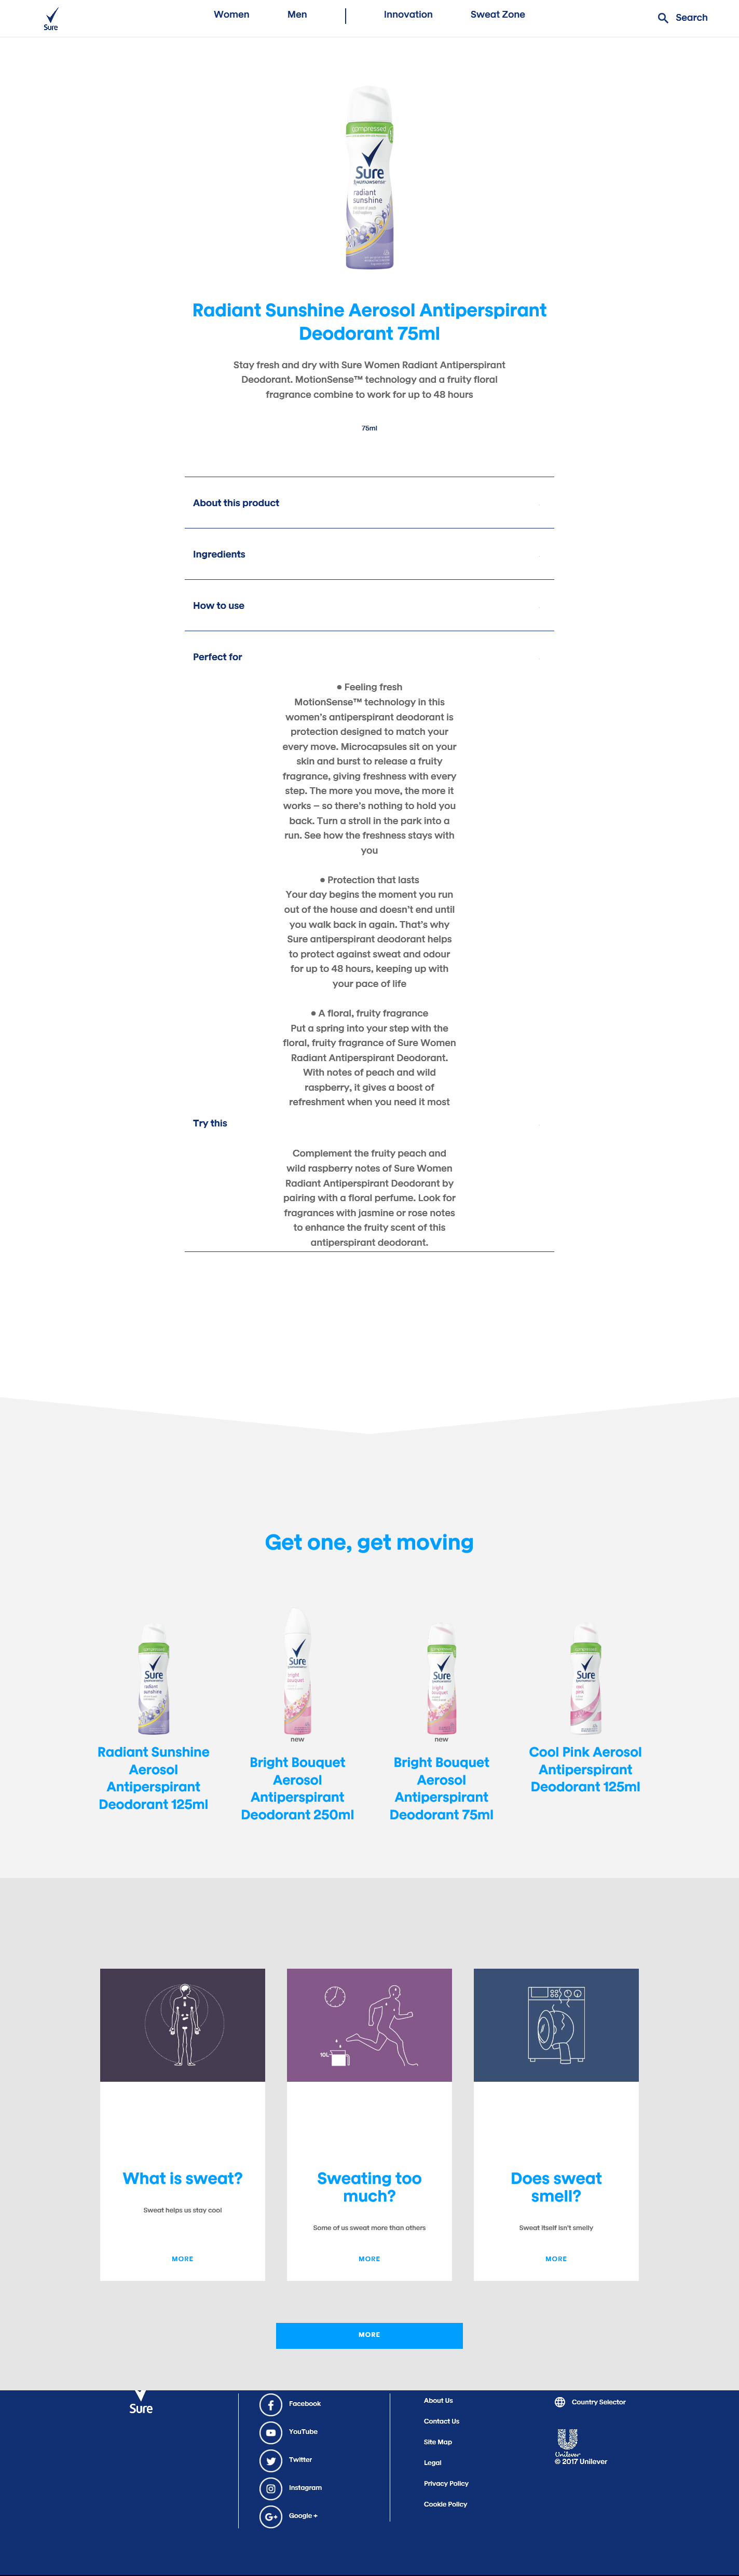 Sure
Women
Men
Innovation
Sweat Zone
Search
compressed
Sure
motionsense
radiant
sunshine
Radiant Sunshine Aerosol Antiperspirant
Deodorant 75ml
Stay fresh and dry with Sure Women Radiant Antiperspirant
Deodorant. MotionSense™ technology and a fruity floral
fragrance combine to work for up to 48 hours
75ml
About this product
Ingredients
How to use
Perfect for
● Feeling fresh
MotionSense™ technology in this
women's antiperspirant deodorant is
protection designed to match your
every move. Microcapsules sit on your
skin and burst to release a fruity
fragrance, giving freshness with every
step. The more you move, the more it
works – so there's nothing to hold you
back. Turn a stroll in the park into a
run. See how the freshness stays with
you
● Protection that lasts
Your day begins the moment you run
out of the house and doesn't end until
you walk back in again. That's why
Sure antiperspirant deodorant helps
to protect against sweat and odour
for up to 48 hours, keeping up with
your pace of life
● A floral, fruity fragrance
Put a spring into your step with the
floral, fruity fragrance of Sure Women
Radiant Antiperspirant Deodorant.
With notes of peach and wild
raspberry, it gives a boost of
refreshment when you need it most
Try this
Complement the fruity peach and
wild raspberry notes of Sure Women
Radiant Antiperspirant Deodorant by
pairing with a floral perfume. Look for
fragrances with jasmine or rose notes
to enhance the fruity scent of this
antiperspirant deodorant.
Get one, get moving
Sure
radiant
sunshine
Radiant Sunshine
Aerosol
Antiperspirant
Deodorant 125ml
Sure
bright
bouquet
new
Bright Bouquet
Aerosol
Antiperspirant
Deodorant 250ml
Sure
bright
bouquet
new
Bright Bouquet
Aerosol
Antiperspirant
Deodorant 75ml
Sure
cool
pink
Cool Pink Aerosol
Antiperspirant
Deodorant 125ml
What is sweat?
Sweat helps us stay cool
MORE
10L
Sweating too
much?
Some of us sweat more than others
MORE
Does sweat
smell?
Sweat itself isn't smelly
MORE
MORE
Sure
Facebook
YouTube
Twitter
Instagram
Google +
About Us
Contact Us
Site Map
Legal
Privacy Policy
Cookie Policy
Country Selector
Unilever
© 2017 Unilever